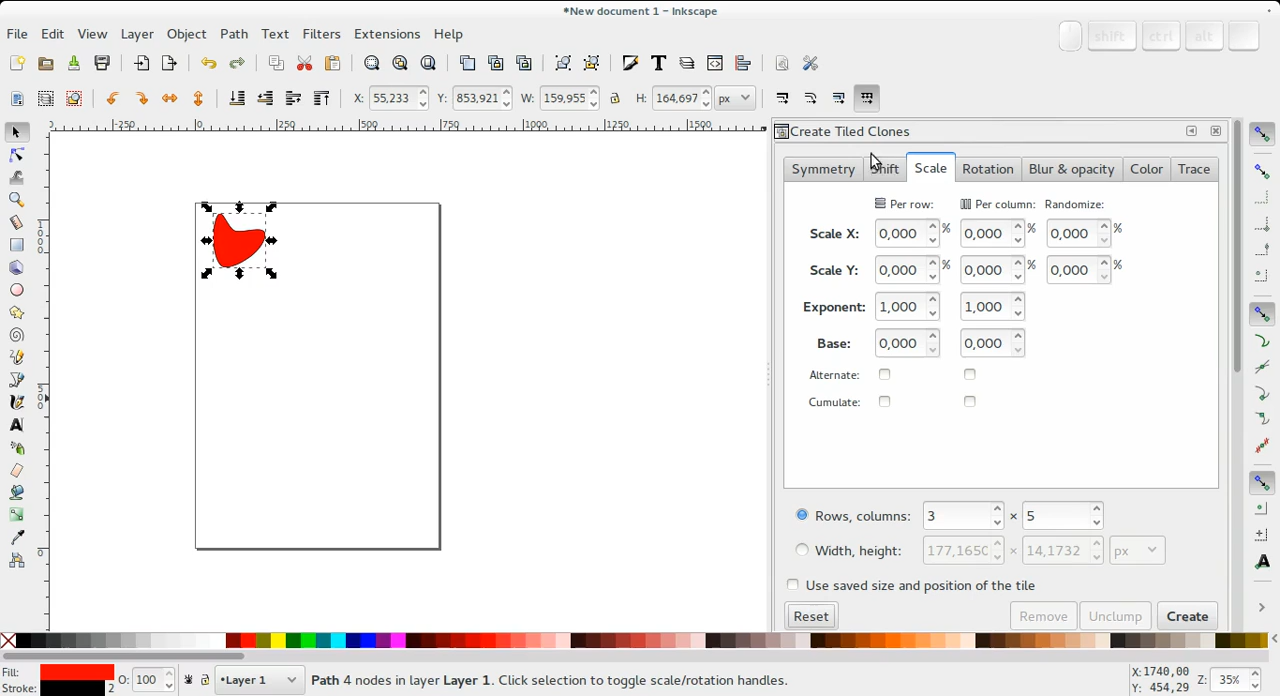 *New document 1 - Inkscape
File Edit View Layer Object Path Text Filters Extensions Help
shift ctrl alt
X: 55,233 Y: 853,921 W: 159,955 H: 164,697 px
-250 0 250 500 750 1000 1250 1500
Create Tiled Clones
Symmetry Shift Scale Rotation Blur & opacity Color Trace
Per row: Per column: Randomize:
Scale X: 0,000 % 0,000 % 0,000 %
Scale Y: 0,000 % 0,000 % 0,000 %
Exponent: 1,000 1,000
Base: 0,000 0,000
Alternate:
Cumulate:
1000
500
0
Rows, columns: 3 × 5
Width, height: 177,1650 × 14,1732 px
Use saved size and position of the tile
Reset Remove Unclump Create
Fill:
Stroke: 2
O: 100 •Layer 1 Path 4 nodes in layer Layer 1. Click selection to toggle scale/rotation handles.
X:1740,00
Y: 454,29
Z: 35%